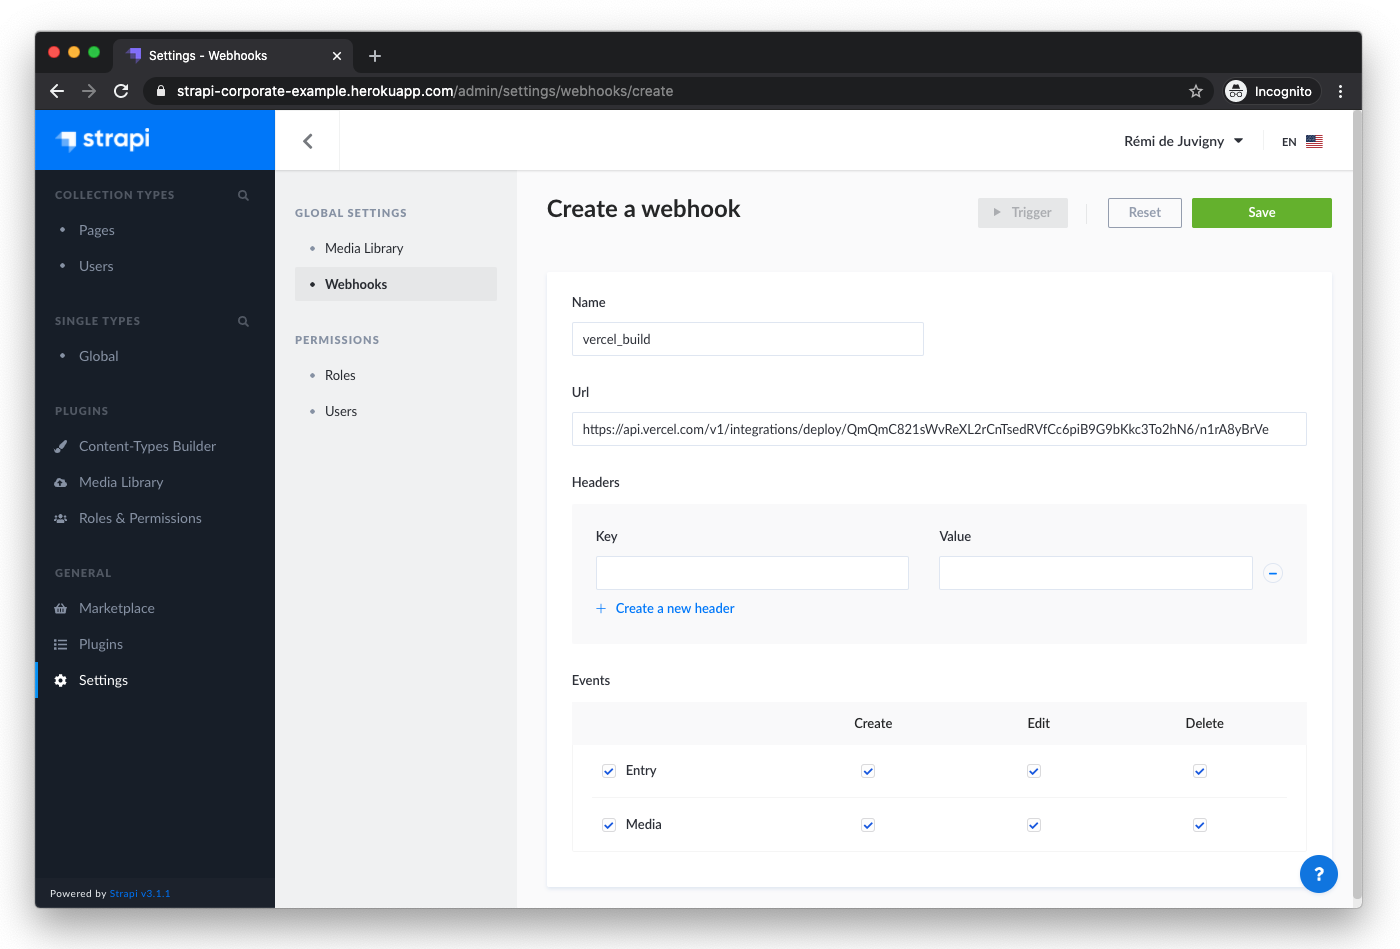 Settings - Webhooks
strapi-corporate-example.herokuapp.com/admin/settings/webhooks/create
Incognito
strapi
Rémi de Juvigny
EN
COLLECTION TYPES
Pages
Users
SINGLE TYPES
Global
PLUGINS
Content-Types Builder
Media Library
Roles & Permissions
GENERAL
Marketplace
Plugins
Settings
Powered by Strapi v3.1.1
GLOBAL SETTINGS
Media Library
Webhooks
PERMISSIONS
Roles
Users
Create a webhook
Trigger
Reset
Save
Name
vercel_build
Url
https://api.vercel.com/v1/integrations/deploy/QmQmC821sWvReXL2rCnTsedRVfCc6piB9G9bKkc3To2hN6/n1rA8yBrVe
Headers
Key Value
Create a new header
Events
Create Edit Delete
Entry
Media
?